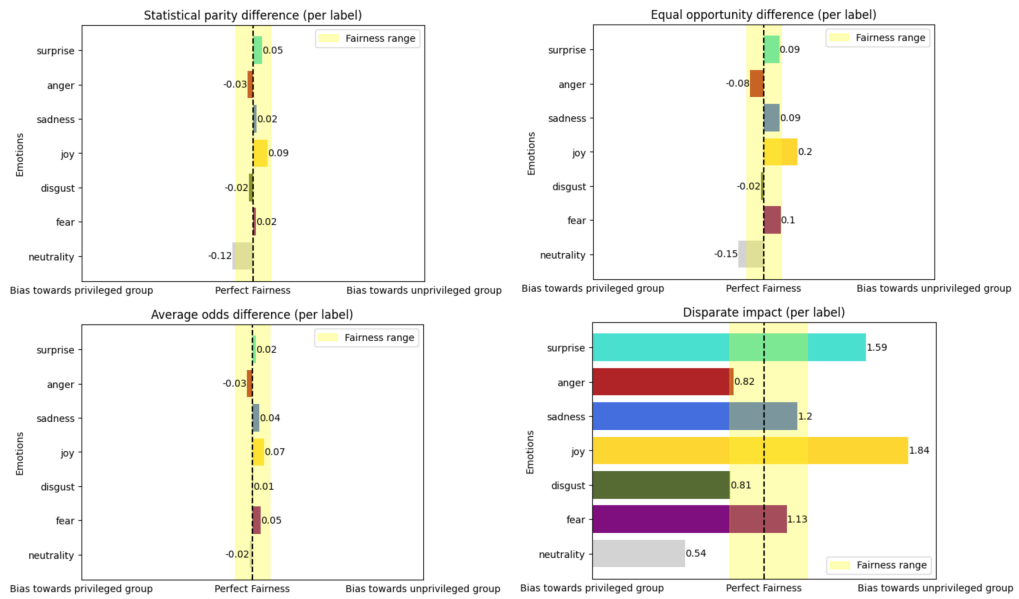 Statistical parity difference (per label)
Fairness range
Emotions
surprise
0.05
anger
-0.03
sadness
0.02
joy
0.09
disgust
-0.02
fear
0.02
neutrality
-0.12
Bias towards privileged group
Perfect Fairness
Bias towards unprivileged group
Equal opportunity difference (per label)
Fairness range
Emotions
surprise
0.09
anger
-0.08
sadness
0.09
joy
0.2
disgust
-0.02
fear
0.1
neutrality
-0.15
Bias towards privileged group
Perfect Fairness
Bias towards unprivileged group
Average odds difference (per label)
Fairness range
Emotions
surprise
0.02
anger
-0.03
sadness
0.04
joy
0.07
disgust
0.01
fear
0.05
neutrality
-0.02
Bias towards privileged group
Perfect Fairness
Bias towards unprivileged group
Disparate impact (per label)
Emotions
surprise
1.59
anger
0.82
sadness
1.2
joy
1.84
disgust
0.81
fear
1.13
neutrality
0.54
Fairness range
Bias towards privileged group
Perfect Fairness
Bias towards unprivileged group